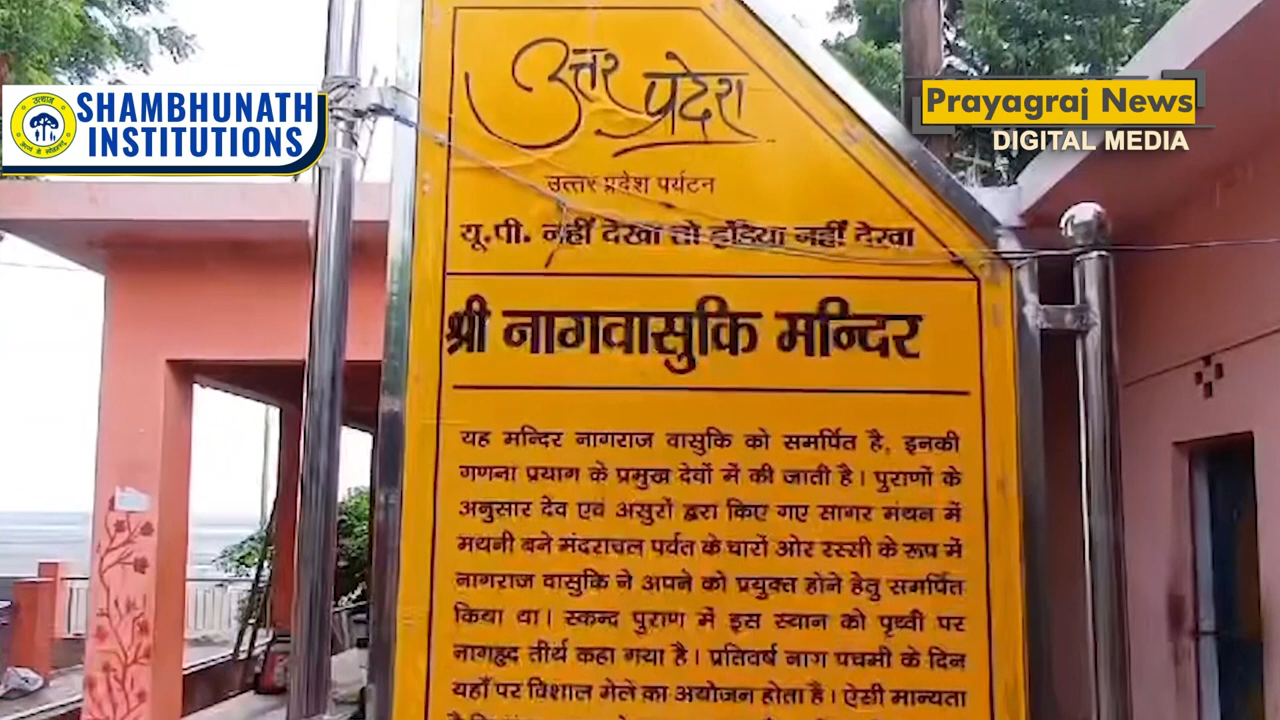 SHAMBHUNATH
INSTITUTIONS
Prayagraj News
DIGITAL MEDIA
उत्तर प्रदेश
उत्तर प्रदेश पर्यटन
यू.पी. नहीं देखा तो इंडिया नहीं देखा
श्री नागवासुकि मन्दिर
यह मन्दिर नागराज वासुकि को समर्पित है, इनकी
गणना प्रयाग के प्रमुख देवों में की जाती है। पुराणों के
अनुसार देव एवं असुरों द्वरा किए गए सागर मंथन में
मथनी बने मंदराचल पर्वत के चारों ओर रस्सी के रूप में
नागराज वासुकि ने अपने को प्रयुक्त होने हेतु समर्पित
किया था। स्कन्द पुराण में इस स्थान को पृथ्वी पर
नागहृद तीर्थ कहा गया है। प्रतिवर्ष नाग पंचमी के दिन
यहाँ पर विशाल मेले का अयोजन होता है। ऐसी मान्यता